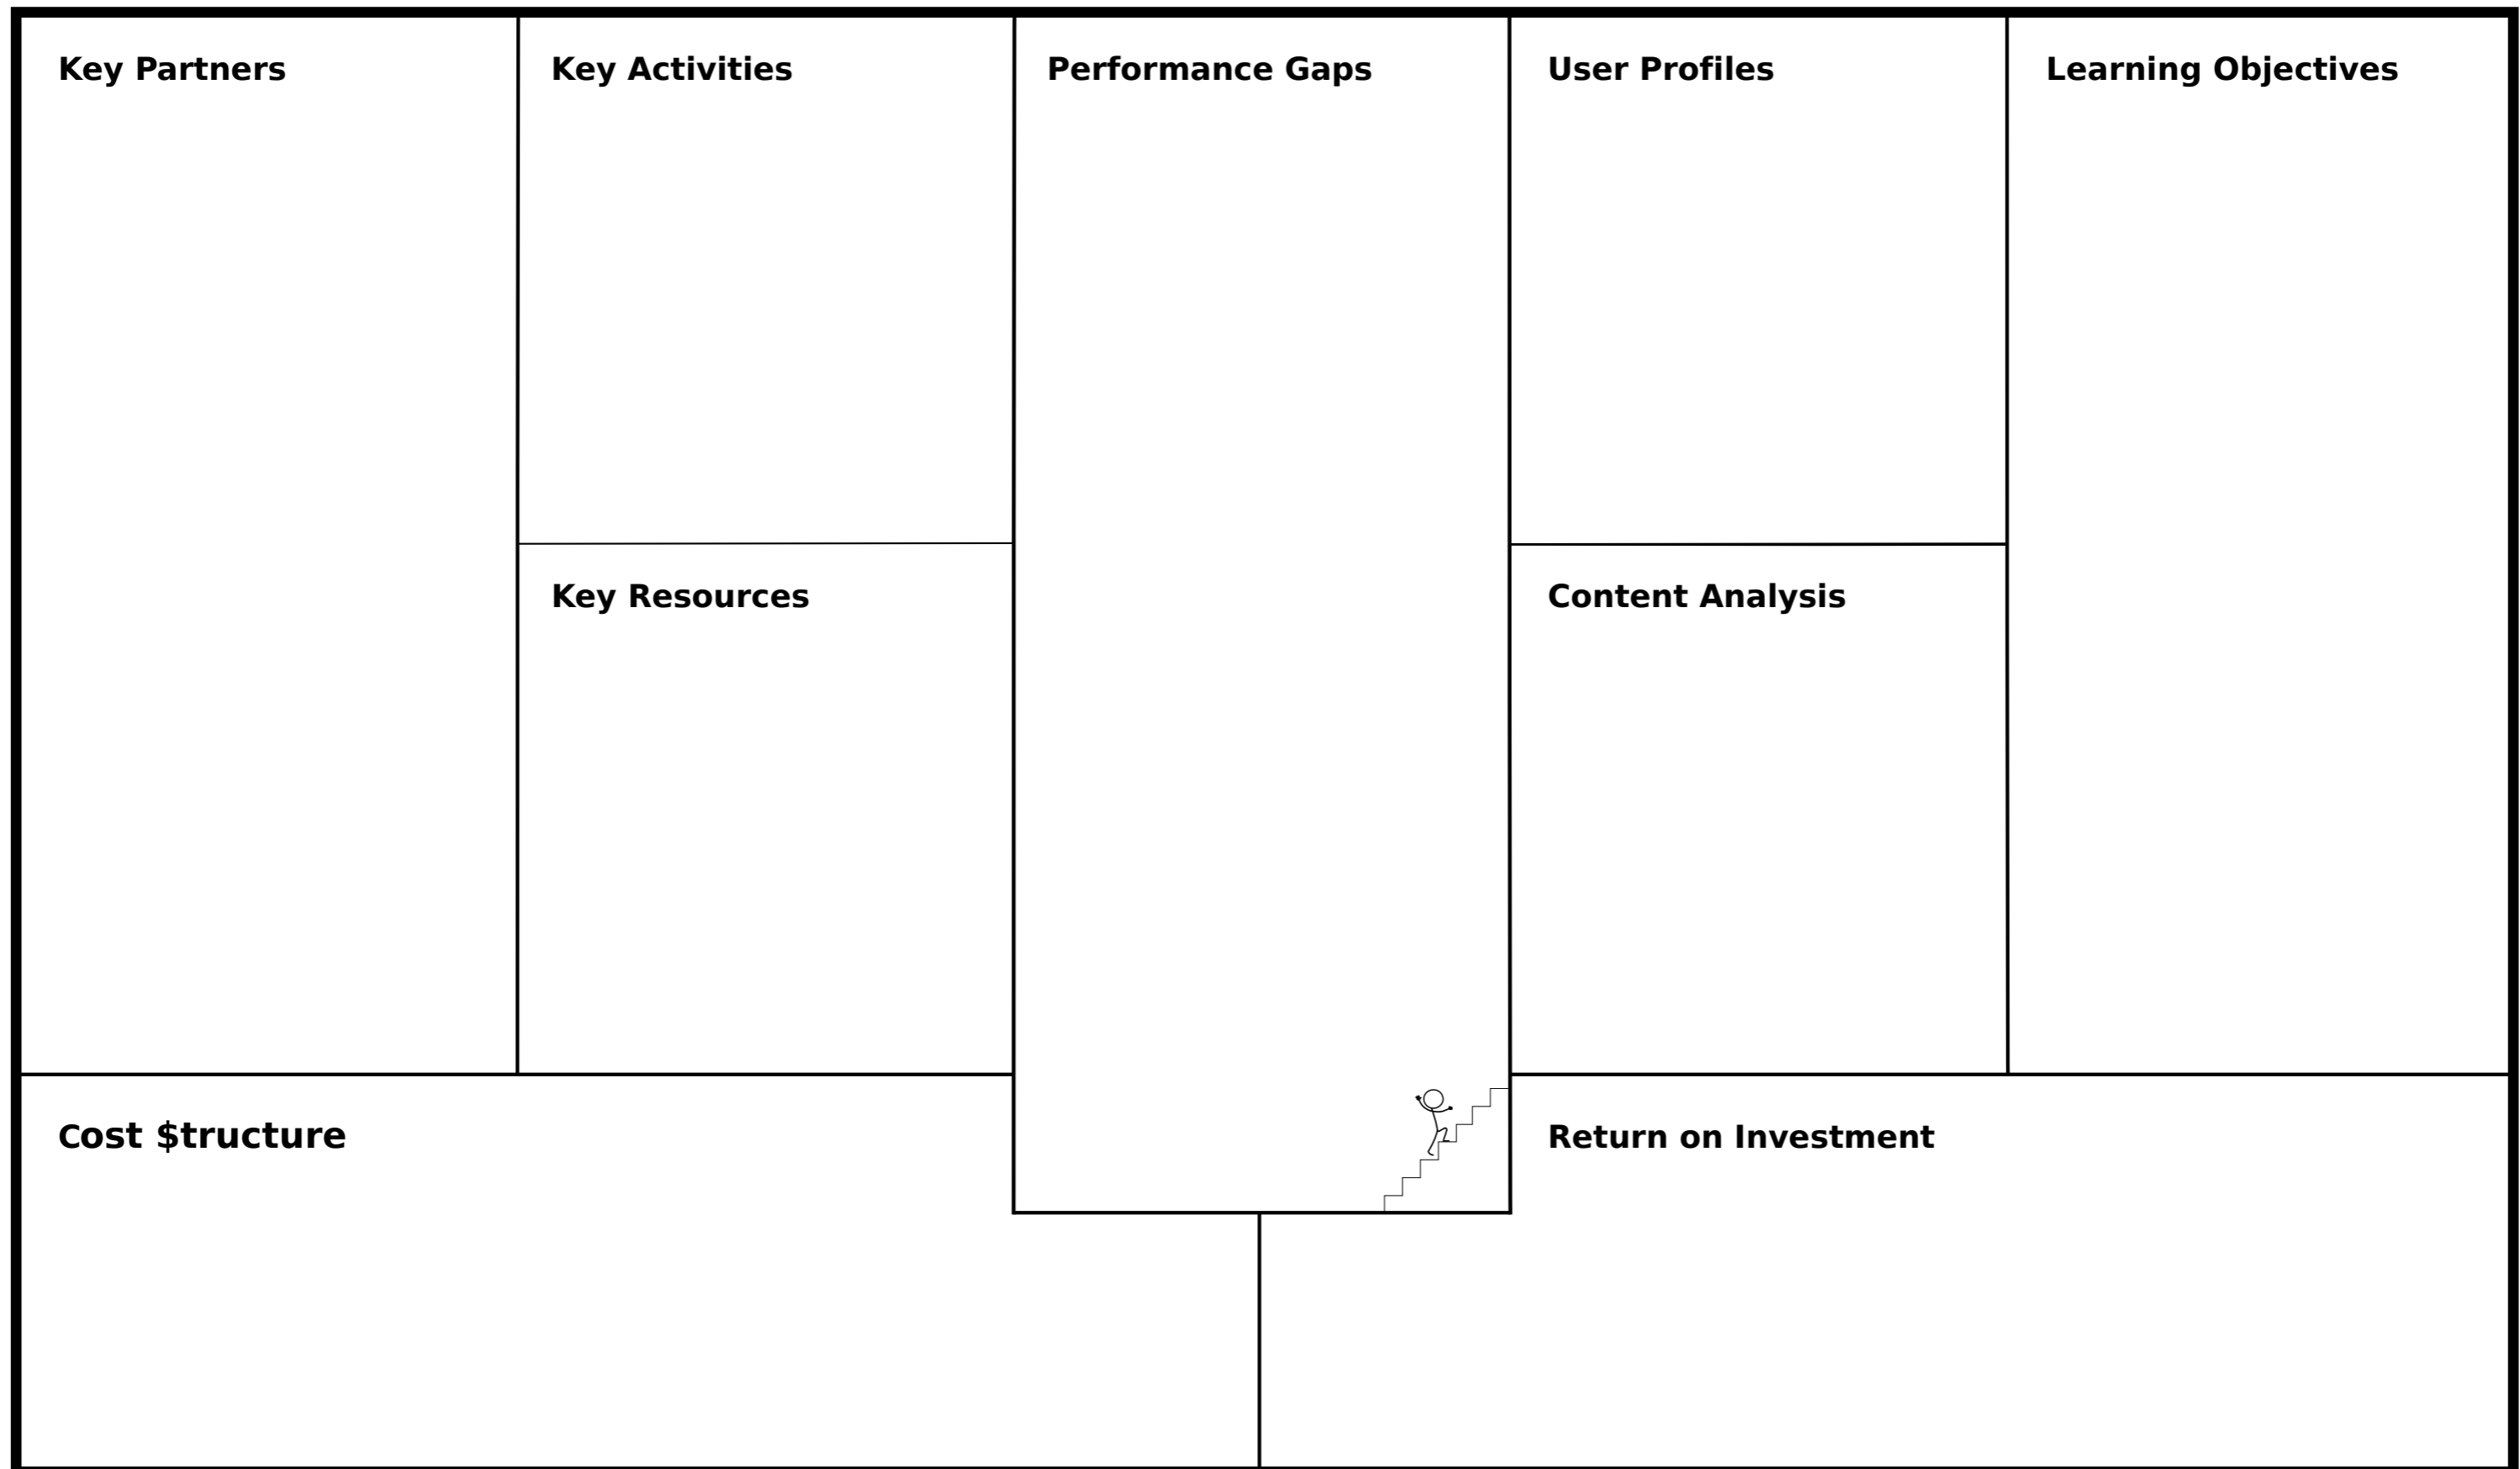 Key Partners
Key Activities
Performance Gaps
User Profiles
Learning Objectives
Key Resources
Content Analysis
Cost $tructure
Return on Investment